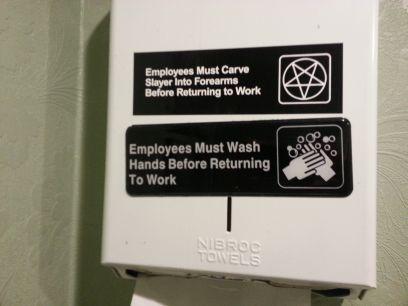 Employees Must Carve
Slayer Into Forearms
Before Returning to Work
Employees Must Wash
Hands Before Returning
To Work
NIBROC
TOWELS